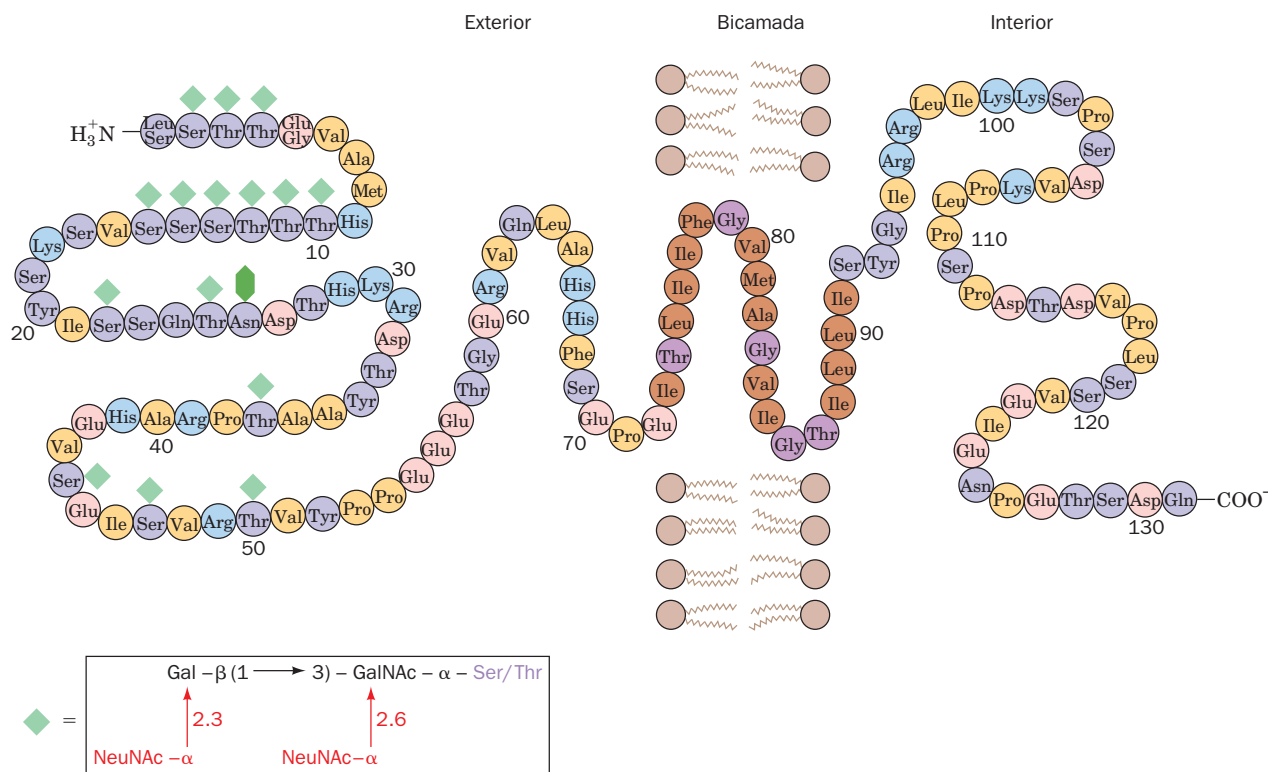 Exterior
Bicamada
Interior
H₃⁺N
Leu Ser Thr Thr Glu Val
Ser Gly Ala
Met
Lys Ser Val Ser Ser Ser Thr Thr Thr His
10
Ser
Tyr Ile Ser Ser Gln Thr Asn Asp Thr His Lys Arg
20
30
Asp
Thr
Tyr
Glu His Ala Arg Pro Thr Ala Ala
40
Val
Ser
Glu Ile Ser Val Arg Thr Val Tyr Pro Pro Glu
50
Glu
Glu
Thr
Gly
Glu
60
Arg
Val
Gln Leu
Ala
His
His
Phe
Ser
Glu Pro Glu
70
Ile
Thr
Leu
Ile
Ile
Phe Gly
Val
80
Met
Ala
Gly
Val
Ile
Gly Thr
Ile
Leu
Leu
90
Ile
Ser Tyr
Gly
Ile
Arg
Arg
Leu Ile Lys Lys Ser Pro
100
Ser
Leu Pro Lys Val Asp
Pro
110
Ser
Pro Asp Thr Asp Val Pro
Leu
Ile Glu Val Ser Ser
120
Glu
Asn
Pro Glu Thr Ser Asp Gln COO⁻
130
= Gal – β (1 ⟶ 3) – GalNAc – α – Ser/Thr
2.3
2.6
NeuNAc – α
NeuNAc – α